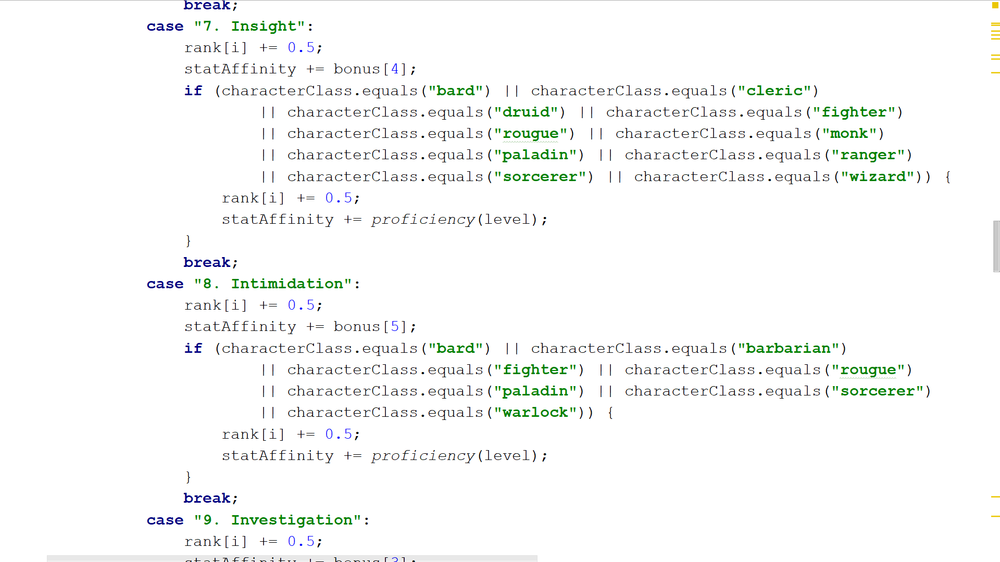 break;
case "7. Insight":
rank[i] += 0.5;
statAffinity += bonus[4];
if (characterClass.equals("bard") || characterClass.equals("cleric")
|| characterClass.equals("druid") || characterClass.equals("fighter")
|| characterClass.equals("rougue") || characterClass.equals("monk")
|| characterClass.equals("paladin") || characterClass.equals("ranger")
|| characterClass.equals("sorcerer") || characterClass.equals("wizard")) {
rank[i] += 0.5;
statAffinity += proficiency(level);
}
break;
case "8. Intimidation":
rank[i] += 0.5;
statAffinity += bonus[5];
if (characterClass.equals("bard") || characterClass.equals("barbarian")
|| characterClass.equals("fighter") || characterClass.equals("rougue")
|| characterClass.equals("paladin") || characterClass.equals("sorcerer")
|| characterClass.equals("warlock")) {
rank[i] += 0.5;
statAffinity += proficiency(level);
}
break;
case "9. Investigation":
rank[i] += 0.5;
statAffinity += bonus[3];